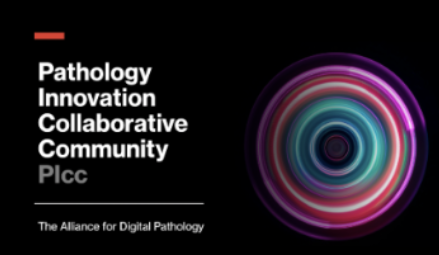 Pathology
Innovation
Collaborative
Community
PIcc
The Alliance for Digital Pathology